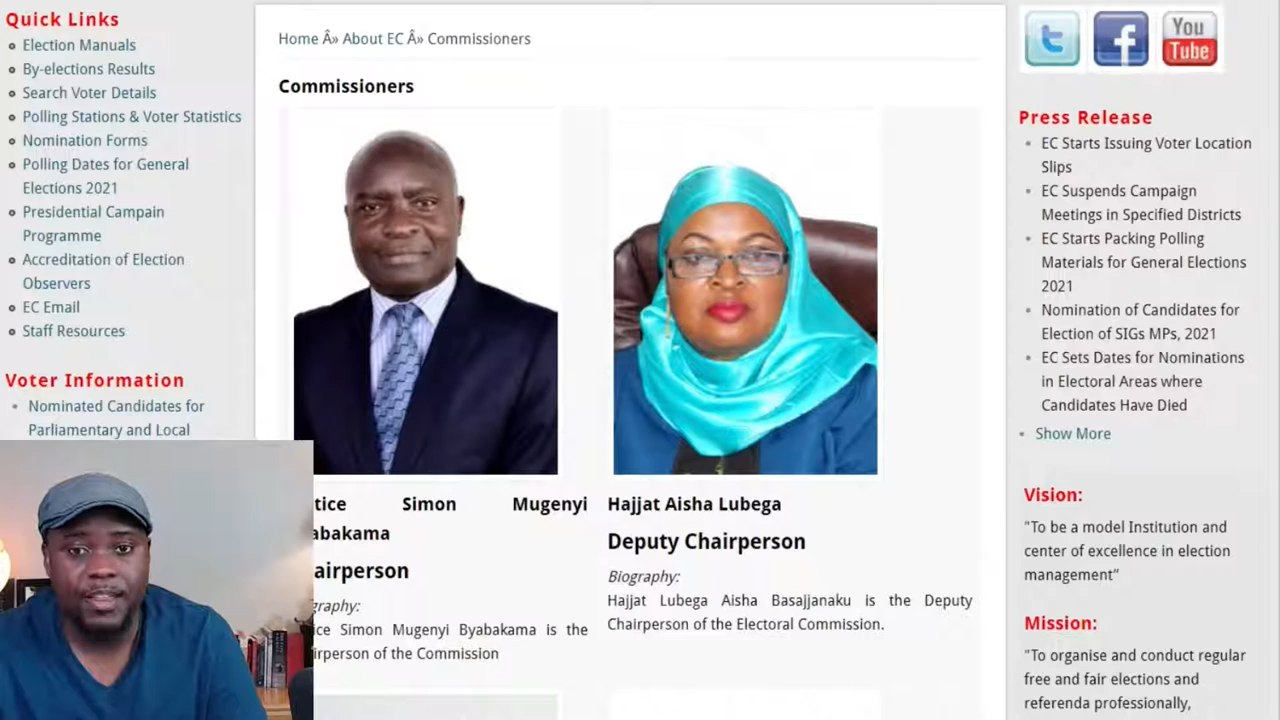 Quick Links
Election Manuals
By-elections Results
Search Voter Details
Polling Stations & Voter Statistics
Nomination Forms
Polling Dates for General
Elections 2021
Presidential Campain
Programme
Accreditation of Election
Observers
EC Email
Staff Resources
Voter Information
Nominated Candidates for
Parliamentary and Local
Home Â» About EC Â» Commissioners
Commissioners
tice Simon Mugenyi
abakama
airperson
graphy:
ice Simon Mugenyi Byabakama is the
irperson of the Commission
Hajjat Aisha Lubega
Deputy Chairperson
Biography:
Hajjat Lubega Aisha Basajjanaku is the Deputy
Chairperson of the Electoral Commission.
You
Tube
Press Release
EC Starts Issuing Voter Location
Slips
EC Suspends Campaign
Meetings in Specified Districts
EC Starts Packing Polling
Materials for General Elections
2021
Nomination of Candidates for
Election of SIGs MPs, 2021
EC Sets Dates for Nominations
in Electoral Areas where
Candidates Have Died
Show More
Vision:
"To be a model Institution and
center of excellence in election
management”
Mission:
"To organise and conduct regular
free and fair elections and
referenda professionally,